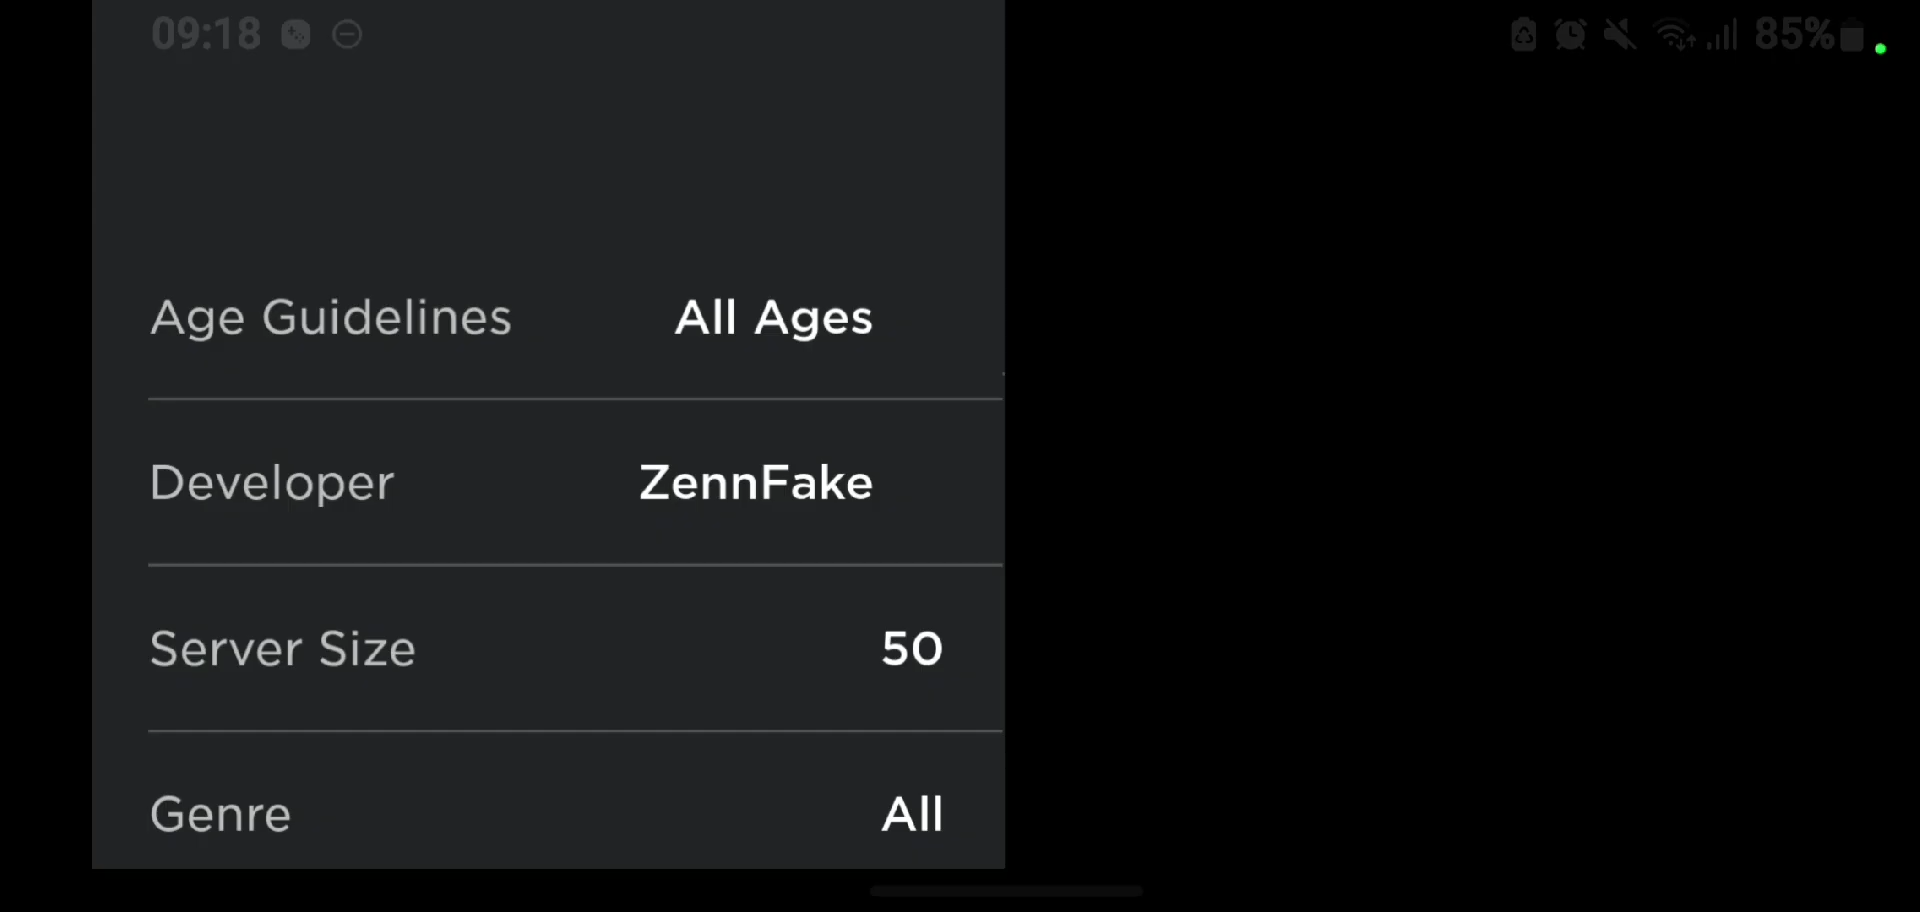 09:18 85%
Age Guidelines All Ages
Developer ZennFake
Server Size 50
Genre All